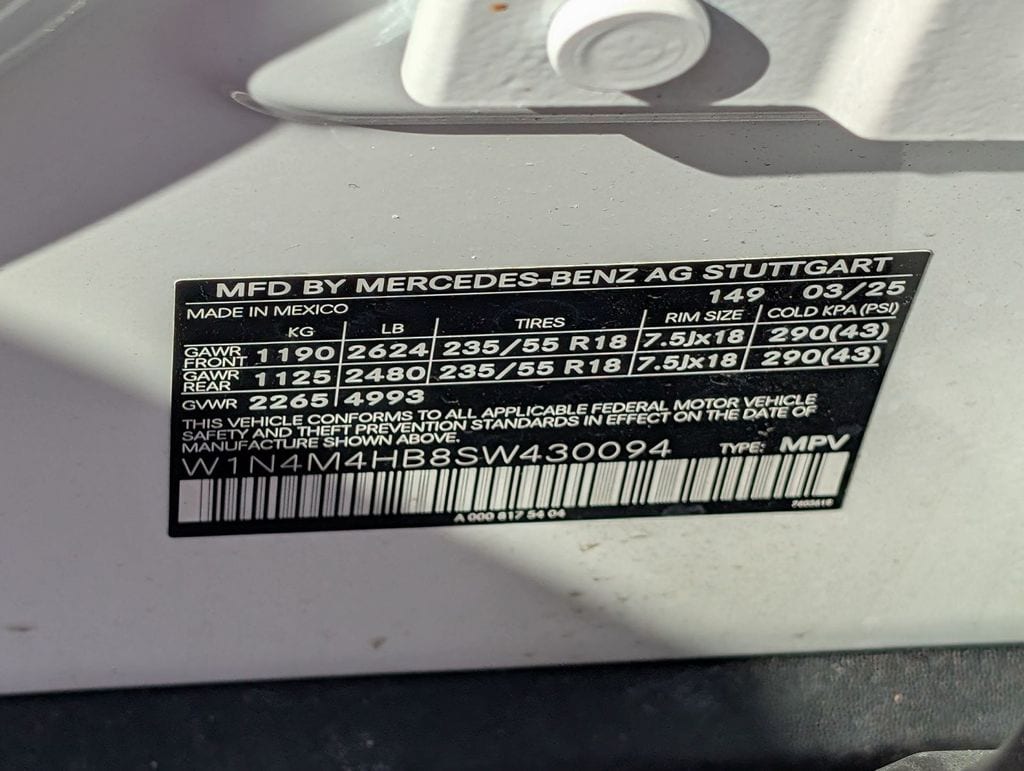 MFD BY MERCEDES-BENZ AG STUTTGART
MADE IN MEXICO 149 03/25
KG LB TIRES RIM SIZE COLD KPA (PSI)
GAWR FRONT 1190 2624 235/55 R18 7.5Jx18 290(43)
GAWR REAR 1125 2480 235/55 R18 7.5Jx18 290(43)
GVWR 2265 4993
THIS VEHICLE CONFORMS TO ALL APPLICABLE FEDERAL MOTOR VEHICLE
SAFETY AND THEFT PREVENTION STANDARDS IN EFFECT ON THE DATE OF
MANUFACTURE SHOWN ABOVE.
W1N4M4HB8SW430094 TYPE: MPV
A 000 817 54 04